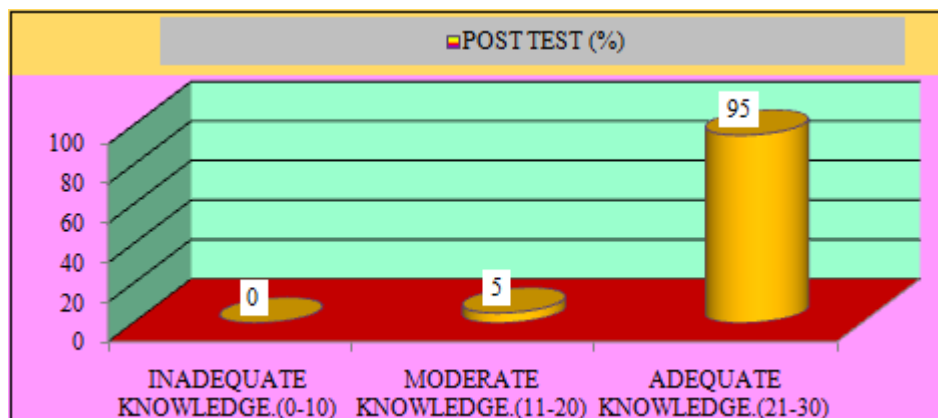 POST TEST (%)
95
100
80
60
40
20
0
0
5
INADEQUATE
KNOWLEDGE.(0-10)
MODERATE
KNOWLEDGE.(11-20)
ADEQUATE
KNOWLEDGE.(21-30)